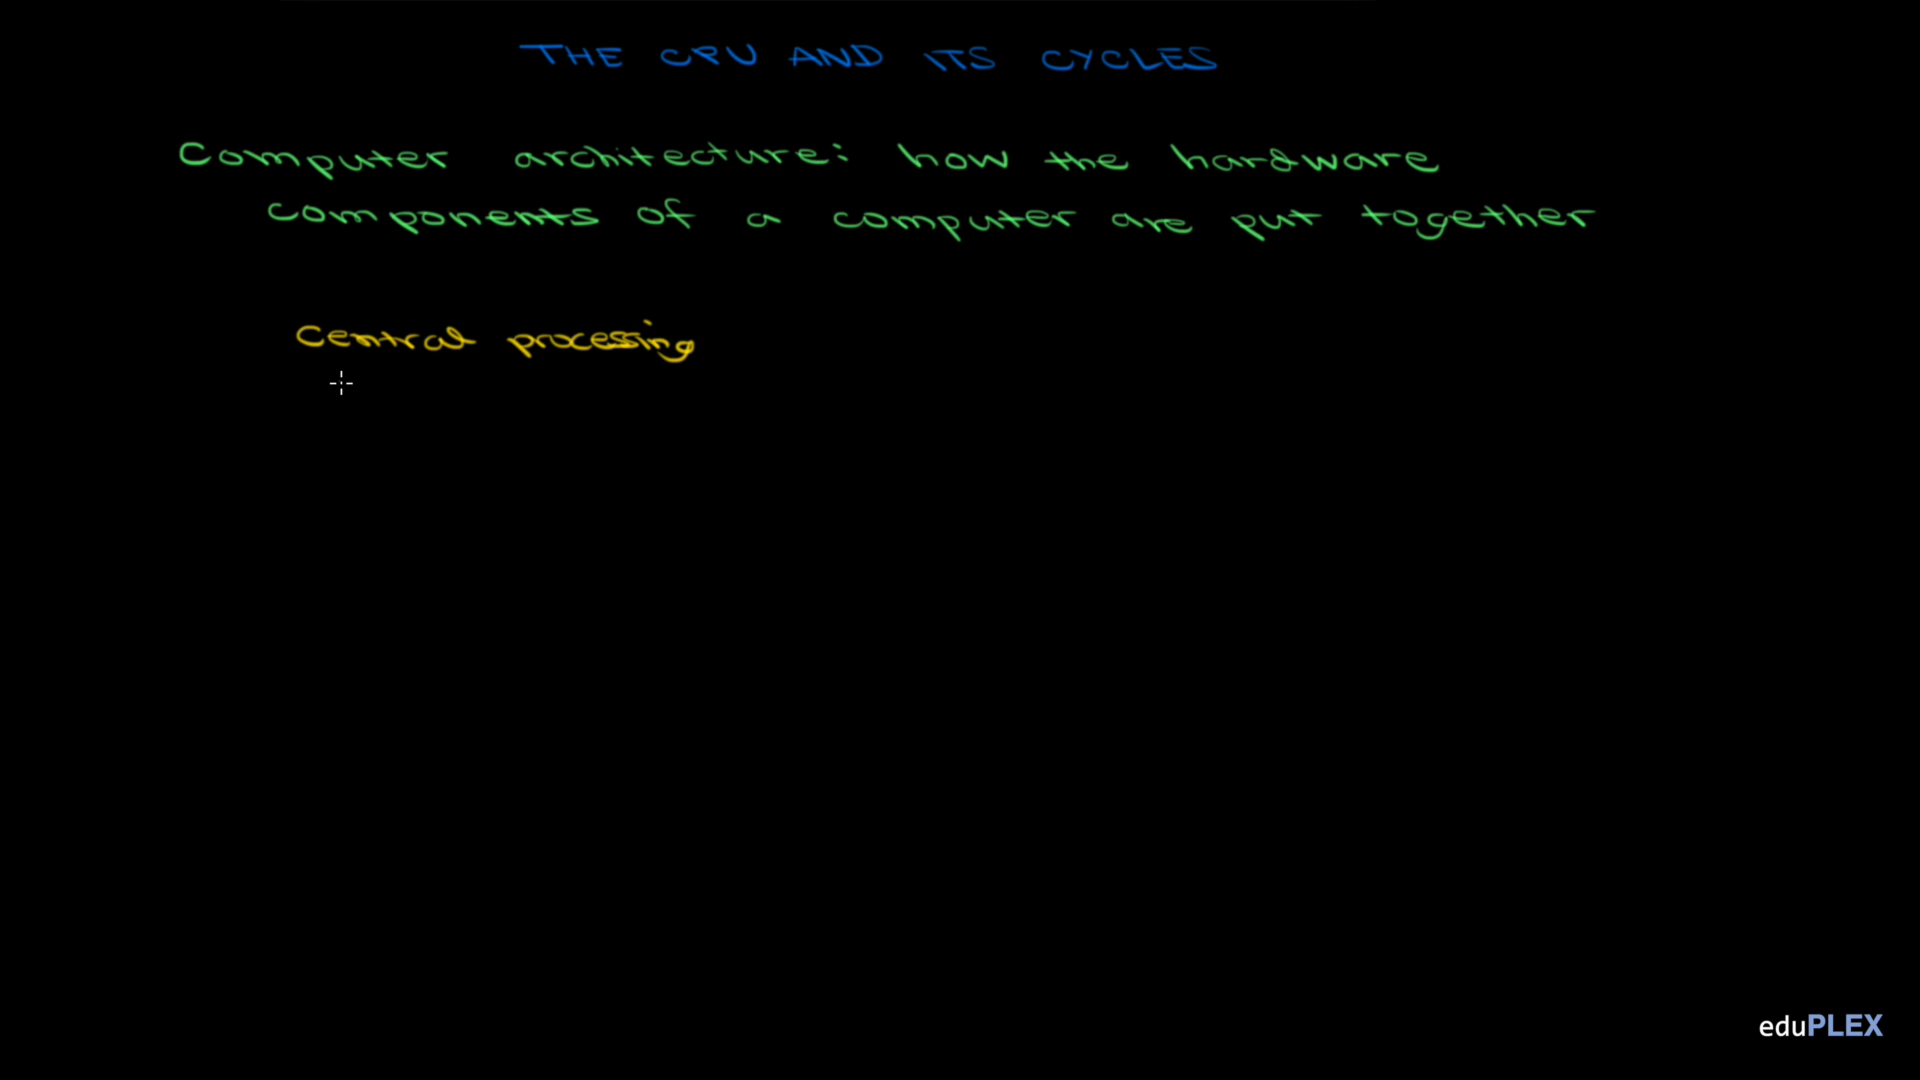 THE CPU AND ITS CYCLES
Computer architecture: how the hardware
components of a computer are put together
Central processing
eduPLEX